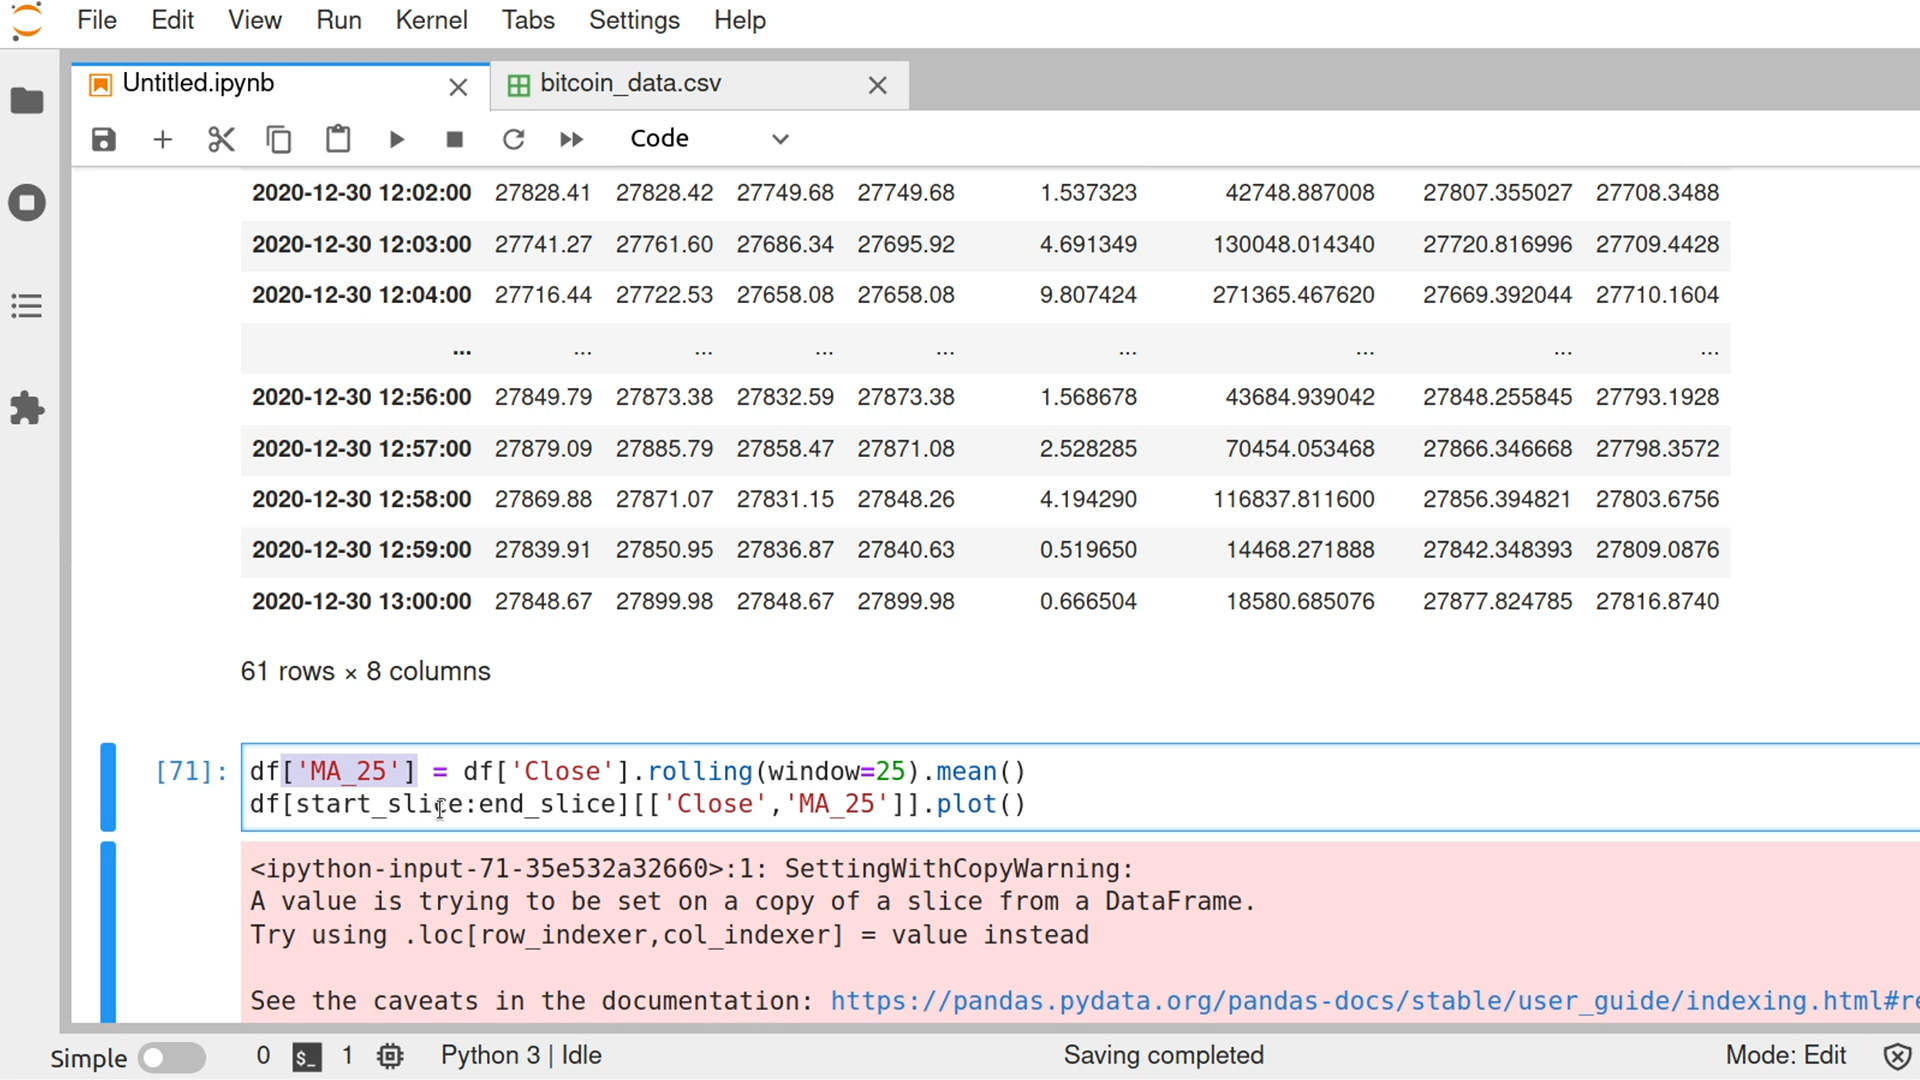 File Edit View Run Kernel Tabs Settings Help
Untitled.ipynb bitcoin_data.csv
Code
2020-12-30 12:02:00 27828.41 27828.42 27749.68 27749.68 1.537323 42748.887008 27807.355027 27708.3488
2020-12-30 12:03:00 27741.27 27761.60 27686.34 27695.92 4.691349 130048.014340 27720.816996 27709.4428
2020-12-30 12:04:00 27716.44 27722.53 27658.08 27658.08 9.807424 271365.467620 27669.392044 27710.1604
... ... ... ... ... ... ... ... ...
2020-12-30 12:56:00 27849.79 27873.38 27832.59 27873.38 1.568678 43684.939042 27848.255845 27793.1928
2020-12-30 12:57:00 27879.09 27885.79 27858.47 27871.08 2.528285 70454.053468 27866.346668 27798.3572
2020-12-30 12:58:00 27869.88 27871.07 27831.15 27848.26 4.194290 116837.811600 27856.394821 27803.6756
2020-12-30 12:59:00 27839.91 27850.95 27836.87 27840.63 0.519650 14468.271888 27842.348393 27809.0876
2020-12-30 13:00:00 27848.67 27899.98 27848.67 27899.98 0.666504 18580.685076 27877.824785 27816.8740
61 rows × 8 columns
[71]: df['MA_25'] = df['Close'].rolling(window=25).mean()
df[start_slice:end_slice][['Close','MA_25']].plot()
<ipython-input-71-35e532a32660>:1: SettingWithCopyWarning:
A value is trying to be set on a copy of a slice from a DataFrame.
Try using .loc[row_indexer,col_indexer] = value instead
See the caveats in the documentation: https://pandas.pydata.org/pandas-docs/stable/user_guide/indexing.html#re
Simple 0 $_ 1 Python 3 | Idle Saving completed Mode: Edit